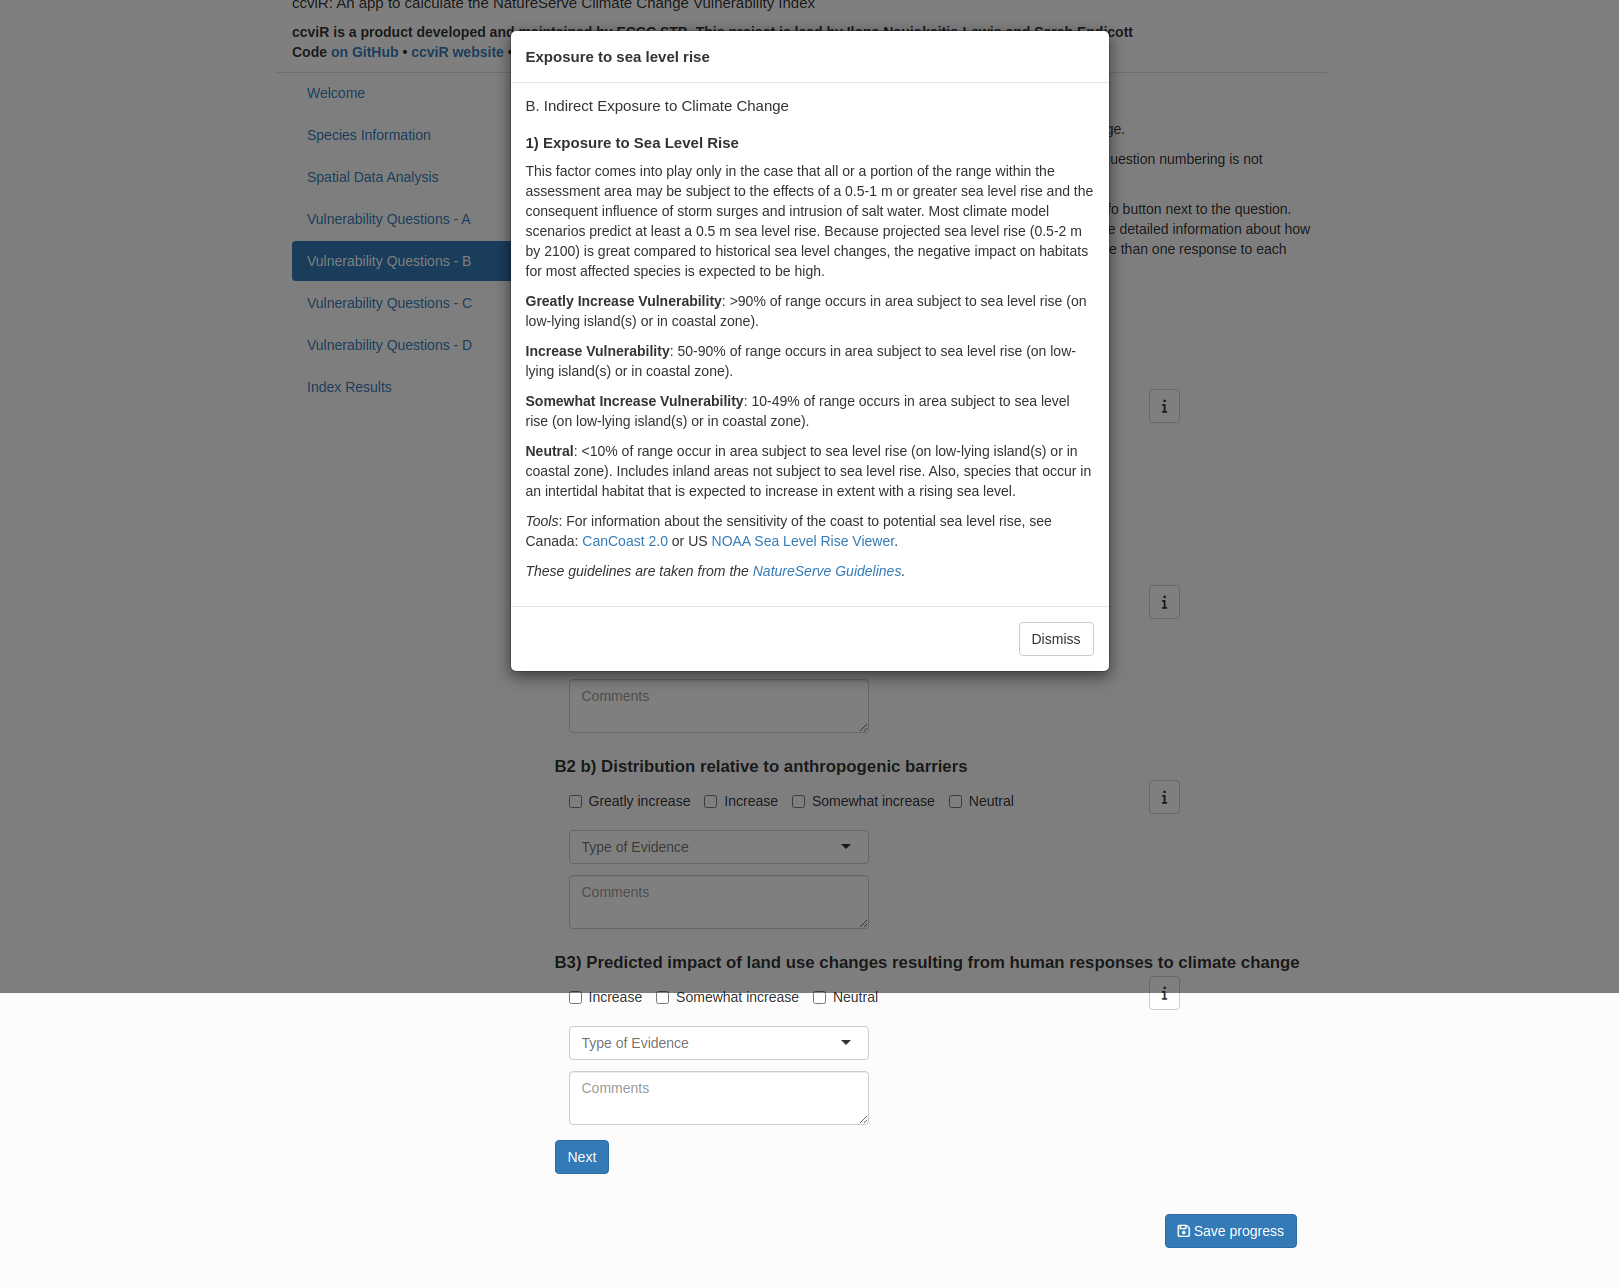 ccviR: An app to calculate the NatureServe Climate Change Vulnerability Index
ccviR is a product developed and maintained by ECCC STB. This project is lead by Ilona Naujokaitis-Lewis and Sarah Endicott
Code on GitHub • ccviR website •
Exposure to sea level rise
Welcome
Species Information
Spatial Data Analysis
Vulnerability Questions - A
Vulnerability Questions - B
Vulnerability Questions - C
Vulnerability Questions - D
Index Results
B. Indirect Exposure to Climate Change
1) Exposure to Sea Level Rise
This factor comes into play only in the case that all or a portion of the range within the
assessment area may be subject to the effects of a 0.5-1 m or greater sea level rise and the
consequent influence of storm surges and intrusion of salt water. Most climate model
scenarios predict at least a 0.5 m sea level rise. Because projected sea level rise (0.5-2 m
by 2100) is great compared to historical sea level changes, the negative impact on habitats
for most affected species is expected to be high.
Greatly Increase Vulnerability: >90% of range occurs in area subject to sea level rise (on
low-lying island(s) or in coastal zone).
Increase Vulnerability: 50-90% of range occurs in area subject to sea level rise (on low-
lying island(s) or in coastal zone).
Somewhat Increase Vulnerability: 10-49% of range occurs in area subject to sea level
rise (on low-lying island(s) or in coastal zone).
Neutral: <10% of range occur in area subject to sea level rise (on low-lying island(s) or in
coastal zone). Includes inland areas not subject to sea level rise. Also, species that occur in
an intertidal habitat that is expected to increase in extent with a rising sea level.
Tools: For information about the sensitivity of the coast to potential sea level rise, see
Canada: CanCoast 2.0 or US NOAA Sea Level Rise Viewer.
These guidelines are taken from the NatureServe Guidelines.
Dismiss
question numbering is not
button next to the question.
detailed information about how
than one response to each
Comments
B2 b) Distribution relative to anthropogenic barriers
Greatly increase Increase Somewhat increase Neutral
Type of Evidence
Comments
B3) Predicted impact of land use changes resulting from human responses to climate change
Increase Somewhat increase Neutral
Type of Evidence
Comments
Next
Save progress